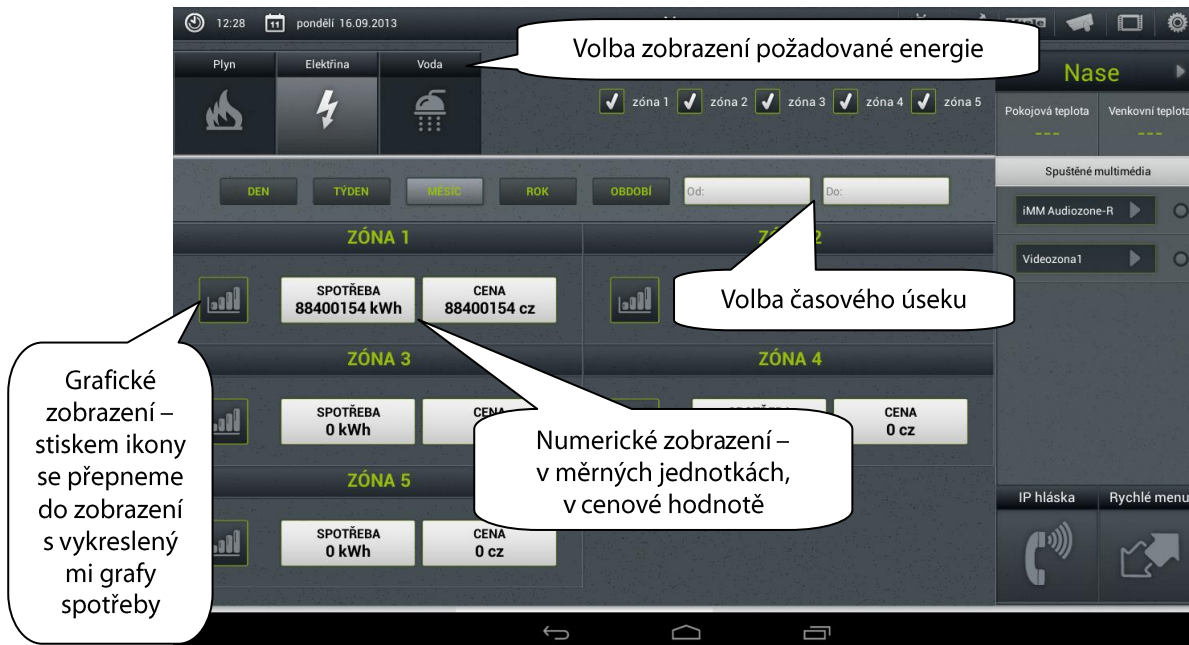 12:28
11
pondělí 16.09.2013
Volba zobrazení požadované energie
Plyn
Elektřina
Voda
zóna 1
zóna 2
zóna 3
zóna 4
zóna 5
Nase
Pokojová teplota
Venkovní teplota
---
---
Spuštěné multimédia
iMM Audiozone-R
Videozona1
DEN
TÝDEN
MĚSÍC
ROK
OBDOBÍ
Od:
Do:
ZÓNA 1
2
SPOTŘEBA
88400154 kWh
CENA
88400154 cz
Volba časového úseku
ZÓNA 3
ZÓNA 4
SPOTŘEBA
0 kWh
CENA
0 cz
Grafické
zobrazení –
stiskem ikony
se přepneme
do zobrazení
s vykreslený
mi grafy
spotřeby
Numerické zobrazení –
v měrných jednotkách,
v cenové hodnotě
ZÓNA 5
SPOTŘEBA
0 kWh
CENA
0 cz
IP hláska
Rychlé menu